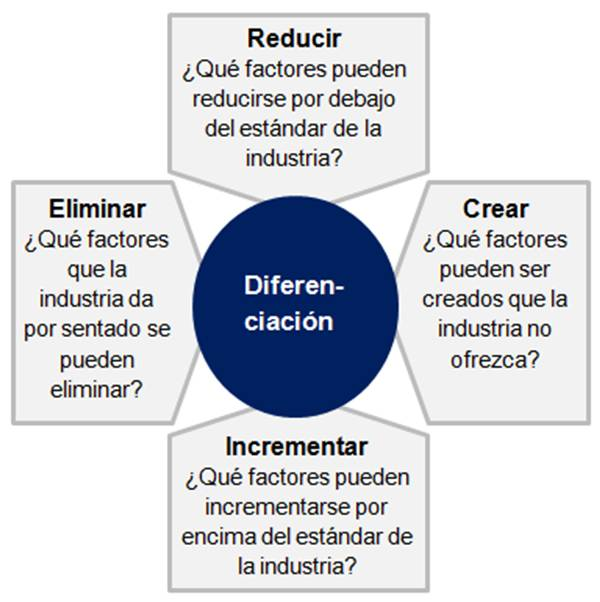 Reducir
¿Qué factores pueden
reducirse por debajo
del estándar de la
industria?
Eliminar
¿Qué factores
que la
industria da
por sentado se
pueden
eliminar?
Diferen-
ciación
Crear
¿Qué factores
pueden ser
creados que la
industria no
ofrezca?
Incrementar
¿Qué factores pueden
incrementarse por
encima del estándar de
la industria?